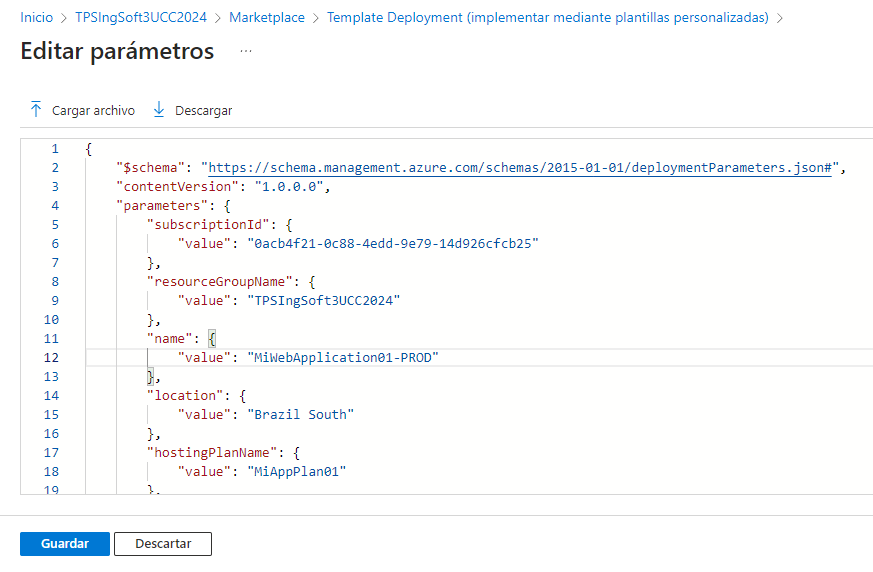 Inicio > TPSIngSoft3UCC2024 > Marketplace > Template Deployment (implementar mediante plantillas personalizadas) >
Editar parámetros ...
Cargar archivo Descargar
1 {
2 "$schema": "https://schema.management.azure.com/schemas/2015-01-01/deploymentParameters.json#",
3 "contentVersion": "1.0.0.0",
4 "parameters": {
5 "subscriptionId": {
6 "value": "0acb4f21-0c88-4edd-9e79-14d926cfcb25"
7 },
8 "resourceGroupName": {
9 "value": "TPSIngSoft3UCC2024"
10 },
11 "name": {
12 "value": "MiWebApplication01-PROD"
13 },
14 "location": {
15 "value": "Brazil South"
16 },
17 "hostingPlanName": {
18 "value": "MiAppPlan01"
19 },
Guardar Descartar